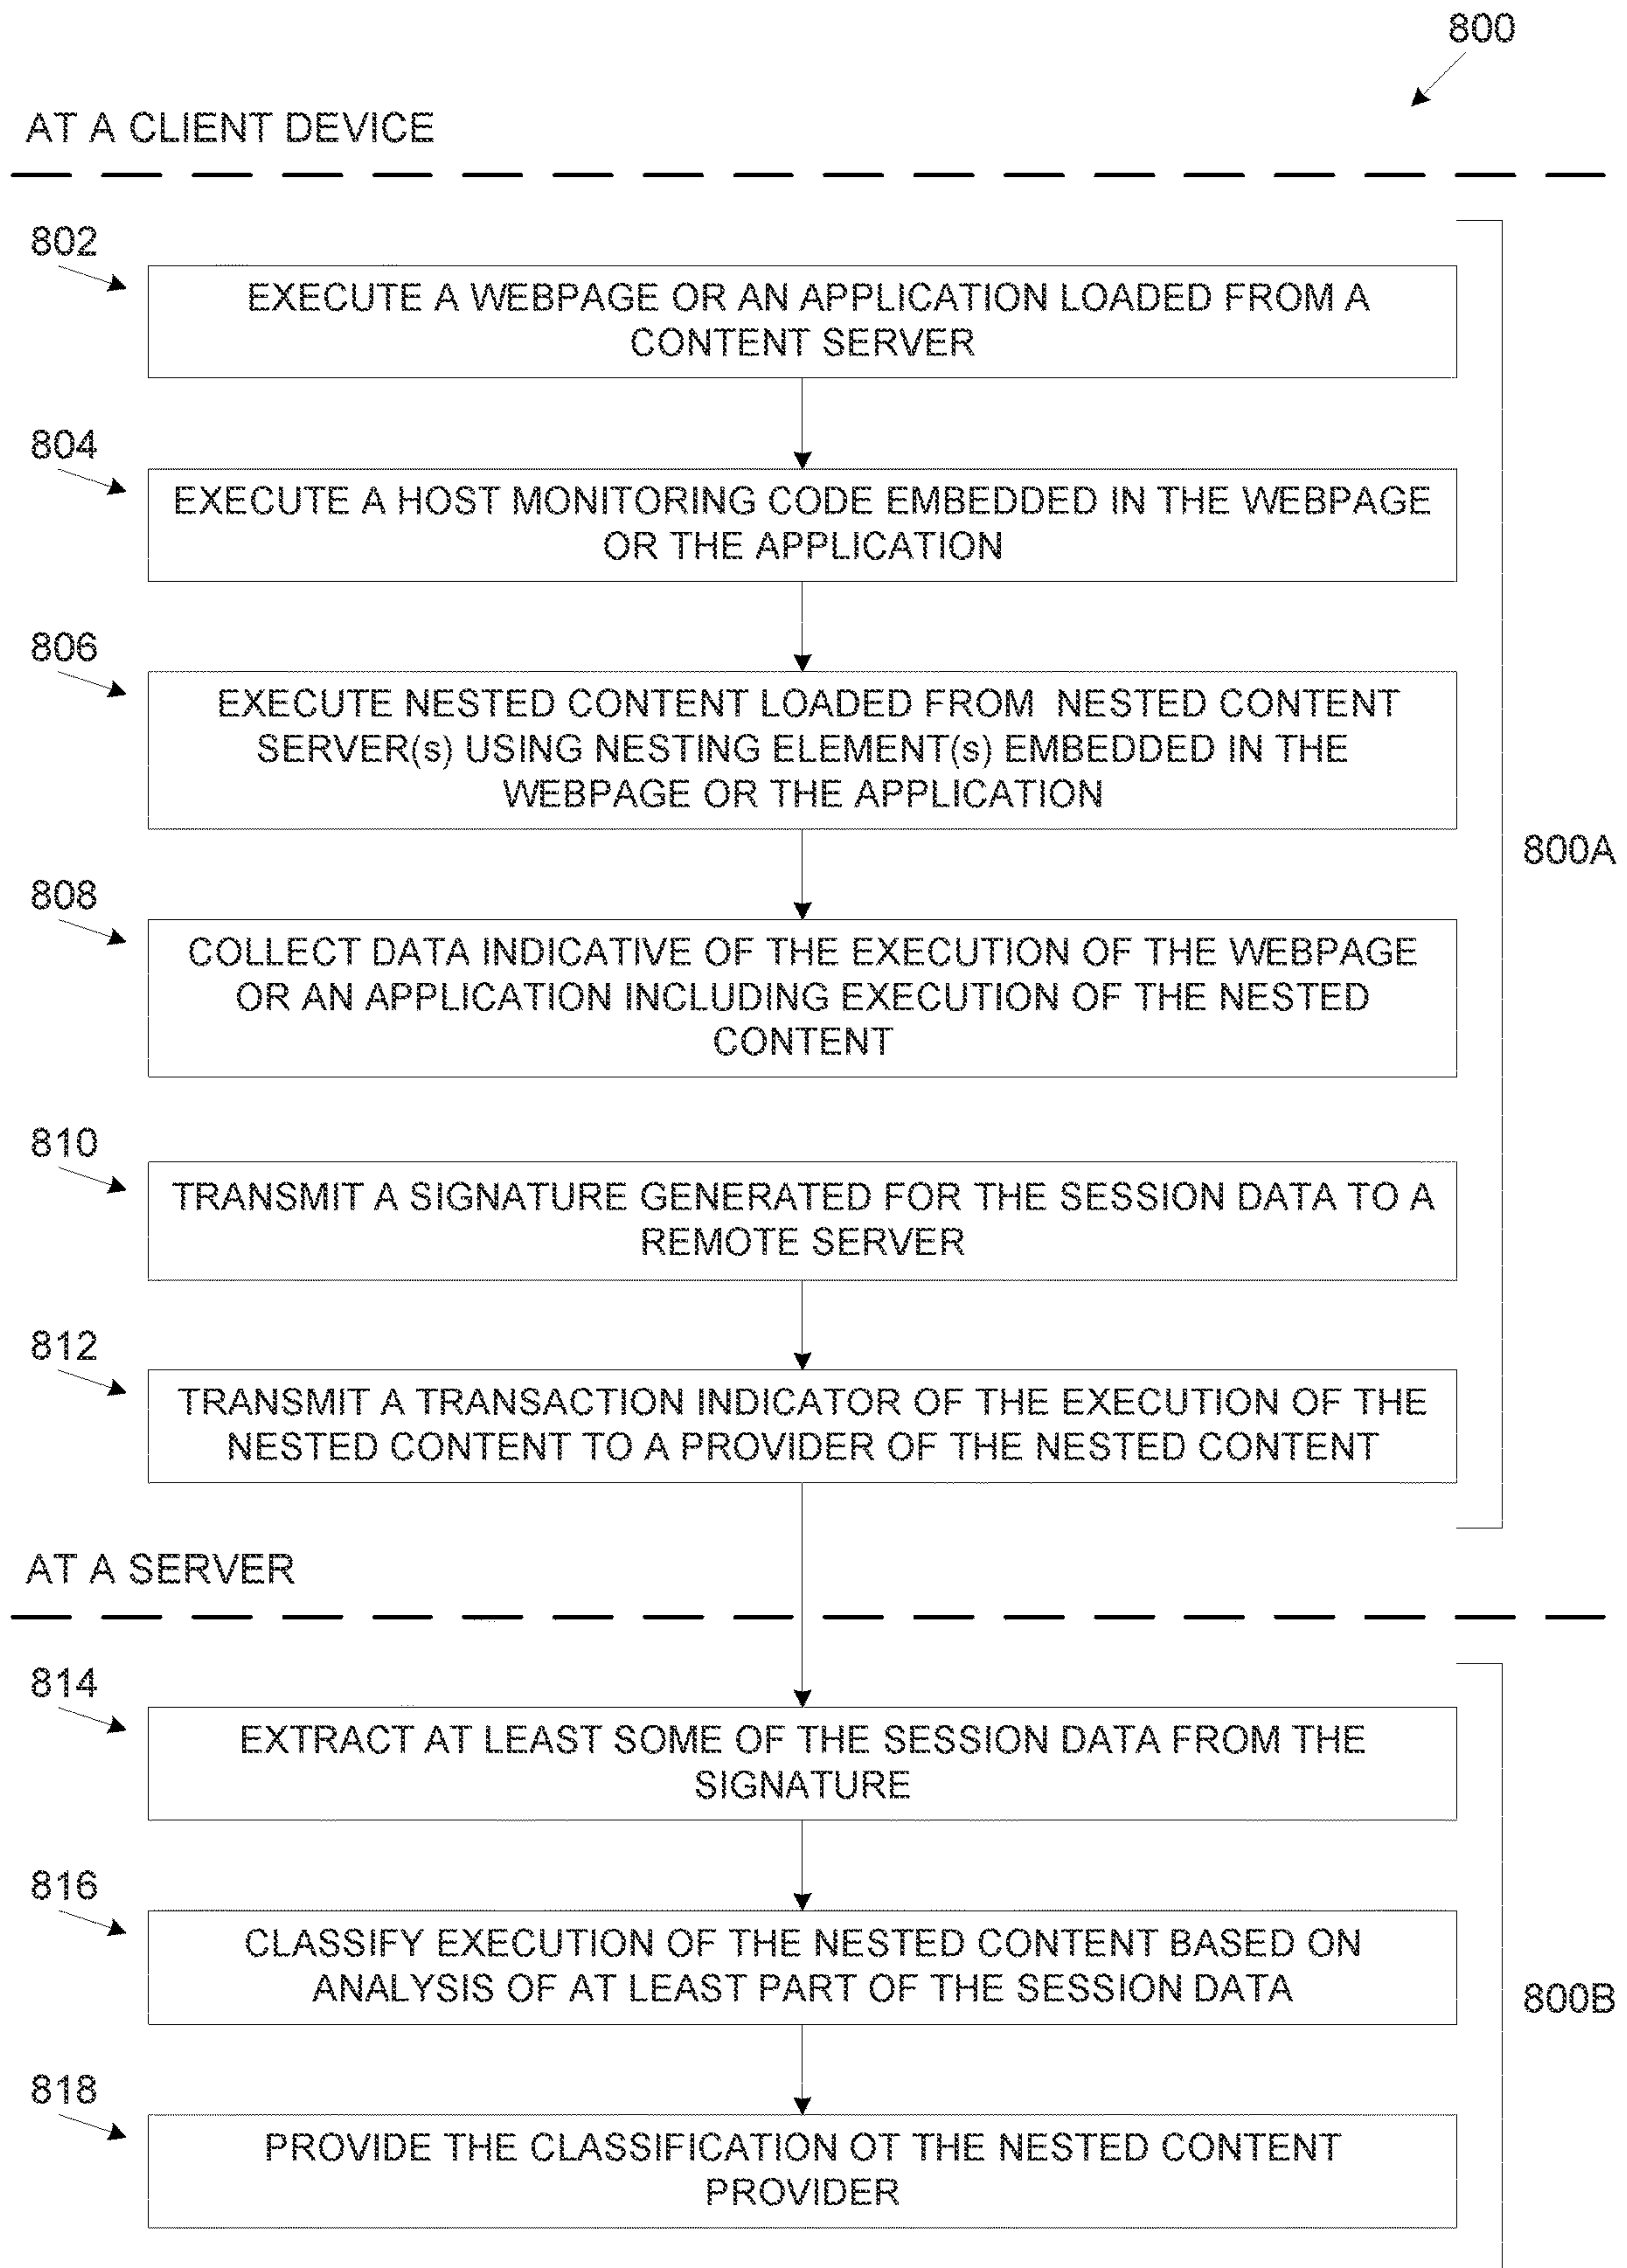 800
AT A CLIENT DEVICE
802
EXECUTE A WEBPAGE OR AN APPLICATION LOADED FROM A
CONTENT SERVER
804
EXECUTE A HOST MONITORING CODE EMBEDDED IN THE WEBPAGE
OR THE APPLICATION
806
EXECUTE NESTED CONTENT LOADED FROM NESTED CONTENT
SERVER(s) USING NESTING ELEMENT(s) EMBEDDED IN THE
WEBPAGE OR THE APPLICATION
800A
808
COLLECT DATA INDICATIVE OF THE EXECUTION OF THE WEBPAGE
OR AN APPLICATION INCLUDING EXECUTION OF THE NESTED
CONTENT
810
TRANSMIT A SIGNATURE GENERATED FOR THE SESSION DATA TO A
REMOTE SERVER
812
TRANSMIT A TRANSACTION INDICATOR OF THE EXECUTION OF THE
NESTED CONTENT TO A PROVIDER OF THE NESTED CONTENT
AT A SERVER
814
EXTRACT AT LEAST SOME OF THE SESSION DATA FROM THE
SIGNATURE
816
CLASSIFY EXECUTION OF THE NESTED CONTENT BASED ON
ANALYSIS OF AT LEAST PART OF THE SESSION DATA
800B
818
PROVIDE THE CLASSIFICATION OT THE NESTED CONTENT
PROVIDER